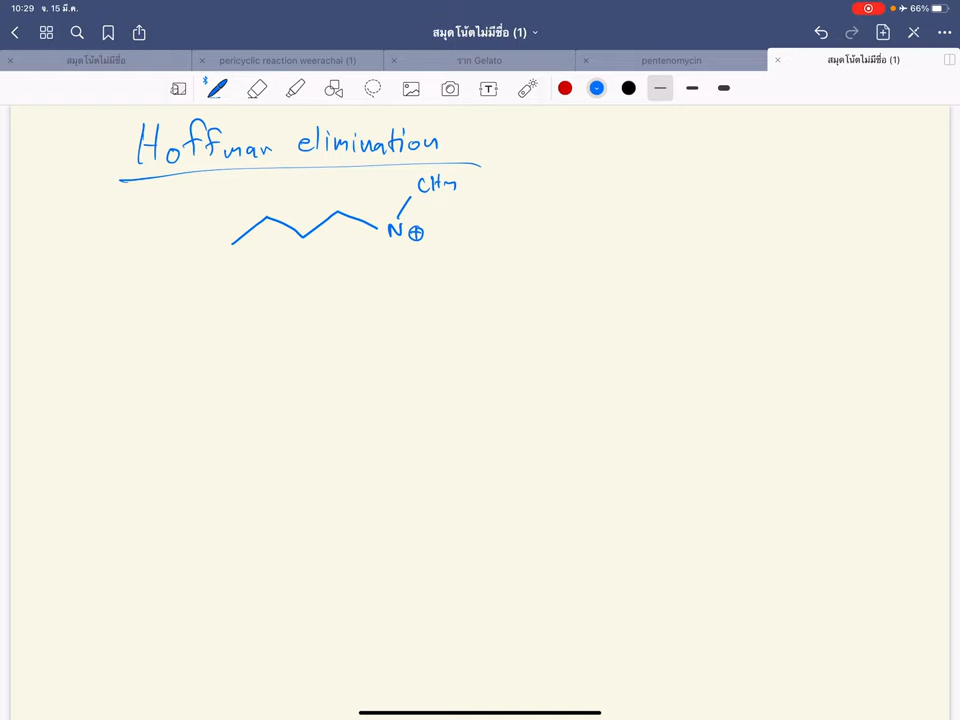 10:29 จ. 15 มี.ค. 66%
สมุดโน้ตไม่มีชื่อ (1)
สมุดโน้ตไม่มีชื่อ pericyclic reaction weerachai (1) ราก Gelato pentenomycin สมุดโน้ตไม่มีชื่อ (1)
T
Hoffman elimination
CH3
N⊕